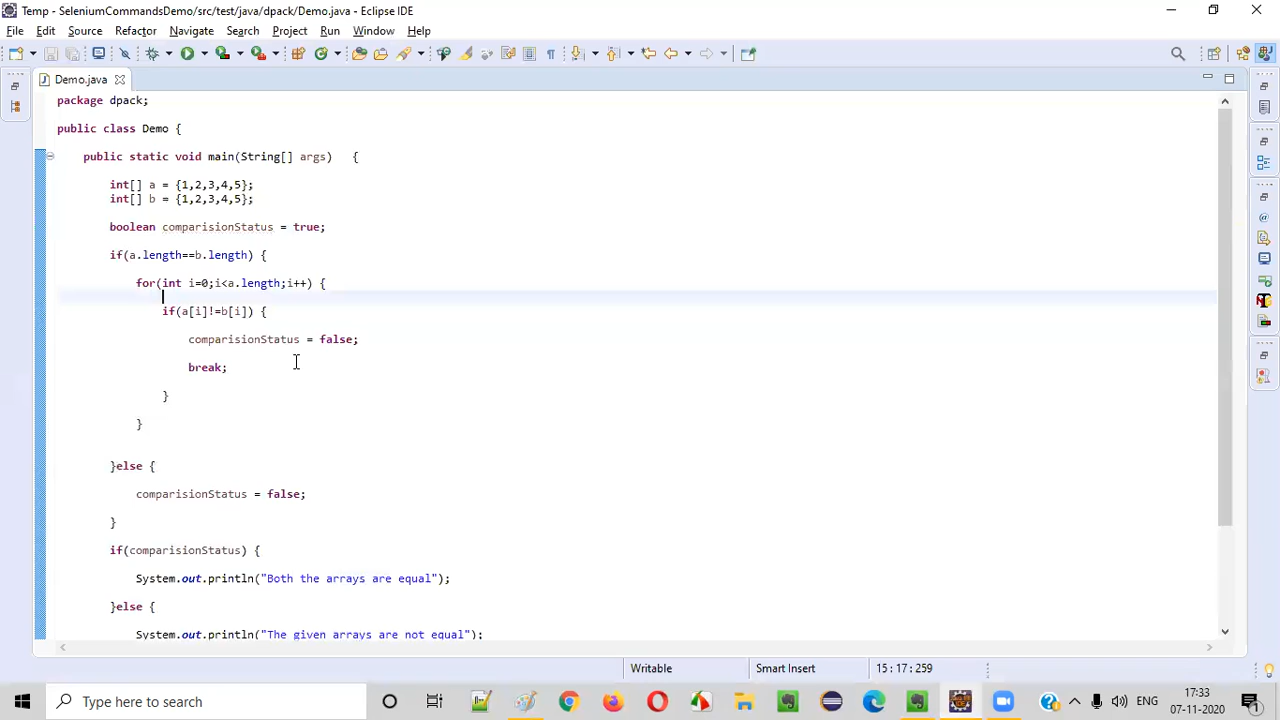 Temp - SeleniumCommandsDemo/src/test/java/dpack/Demo.java - Eclipse IDE
File Edit Source Refactor Navigate Search Project Run Window Help
Demo.java
package dpack;
public class Demo {
public static void main(String[] args) {
int[] a = {1,2,3,4,5};
int[] b = {1,2,3,4,5};
boolean comparisionStatus = true;
if(a.length==b.length) {
for(int i=0;i<a.length;i++) {
if(a[i]!=b[i]) {
comparisionStatus = false;
break;
}
}
}else {
comparisionStatus = false;
}
if(comparisionStatus) {
System.out.println("Both the arrays are equal");
}else {
System.out.println("The given arrays are not equal");
Writable Smart Insert 15 : 17 : 259
Type here to search
ENG
17:33
07-11-2020